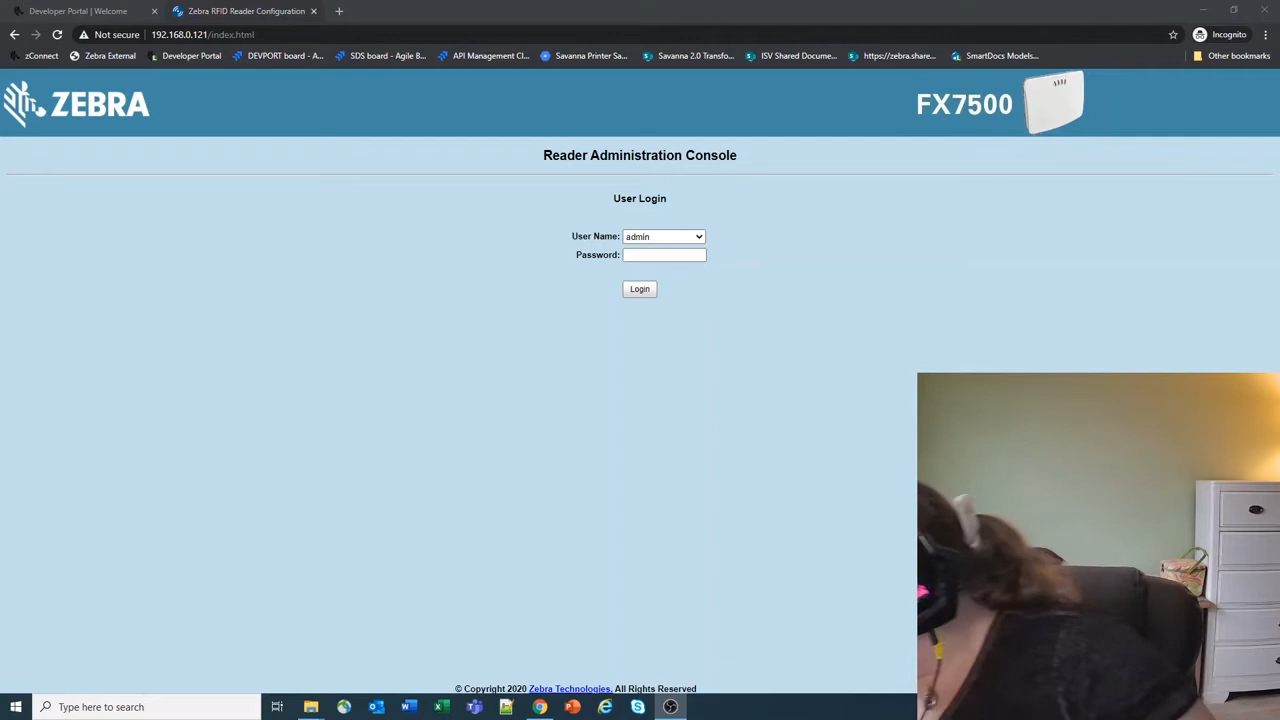 Developer Portal | Welcome
Zebra RFID Reader Configuration
Not secure | 192.168.0.121/index.html
Incognito
zConnect
Zebra External
Developer Portal
DEVPORT board - A...
SDS board - Agile B...
API Management Cl...
Savanna Printer Sa...
Savanna 2.0 Transfo...
ISV Shared Docume...
https://zebra.share...
SmartDocs Models...
Other bookmarks
ZEBRA
FX7500
Reader Administration Console
User Login
User Name: admin
Password:
Login
© Copyright 2020 Zebra Technologies. All Rights Reserved
Type here to search